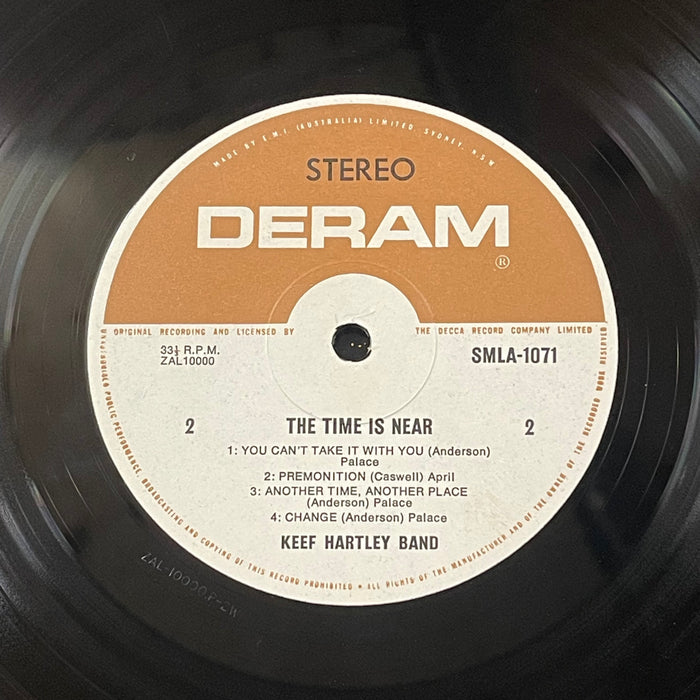 MADE BY E.M.I. (AUSTRALIA) LIMITED, SYDNEY, N.S.W
STEREO
DERAM
®
ORIGINAL RECORDING AND LICENSED BY THE DECCA RECORD COMPANY LIMITED
33⅓ R.P.M.
ZAL10000
SMLA-1071
2 THE TIME IS NEAR 2
1: YOU CAN'T TAKE IT WITH YOU (Anderson)
Palace
2: PREMONITION (Caswell) April
3: ANOTHER TIME, ANOTHER PLACE
(Anderson) Palace
4: CHANGE (Anderson) Palace
KEEF HARTLEY BAND
UNAUTHORISED PUBLIC PERFORMANCE, BROADCASTING AND COPYING OF THIS RECORD PROHIBITED • ALL RIGHTS OF THE MANUFACTURER AND OF THE OWNER OF THE RECORDED WORK RESERVED